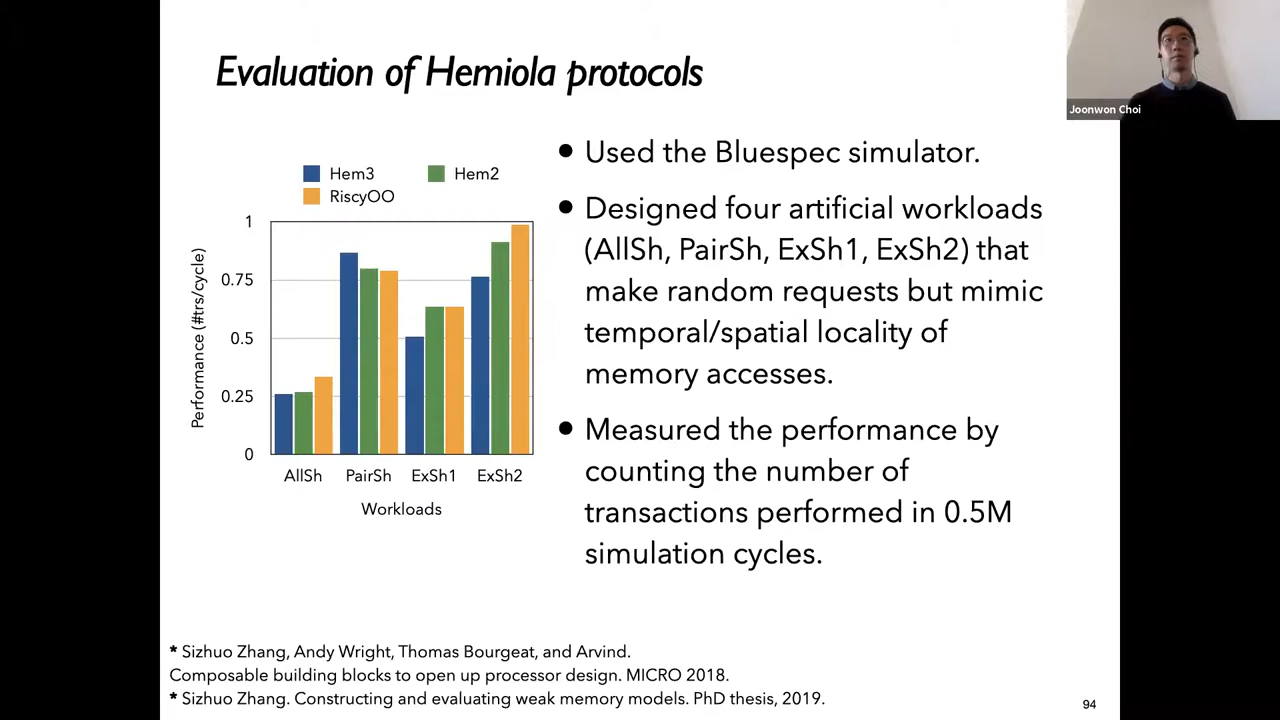 Evaluation of Hemiola protocols
Joonwon Choi
Hem3
Hem2
RiscyOO
Performance (#trs/cycle)
1
0.75
0.5
0.25
0
AllSh
PairSh
ExSh1
ExSh2
Workloads
● Used the Bluespec simulator.
● Designed four artificial workloads
(AllSh, PairSh, ExSh1, ExSh2) that
make random requests but mimic
temporal/spatial locality of
memory accesses.
● Measured the performance by
counting the number of
transactions performed in 0.5M
simulation cycles.
* Sizhuo Zhang, Andy Wright, Thomas Bourgeat, and Arvind.
Composable building blocks to open up processor design. MICRO 2018.
* Sizhuo Zhang. Constructing and evaluating weak memory models. PhD thesis, 2019.
94